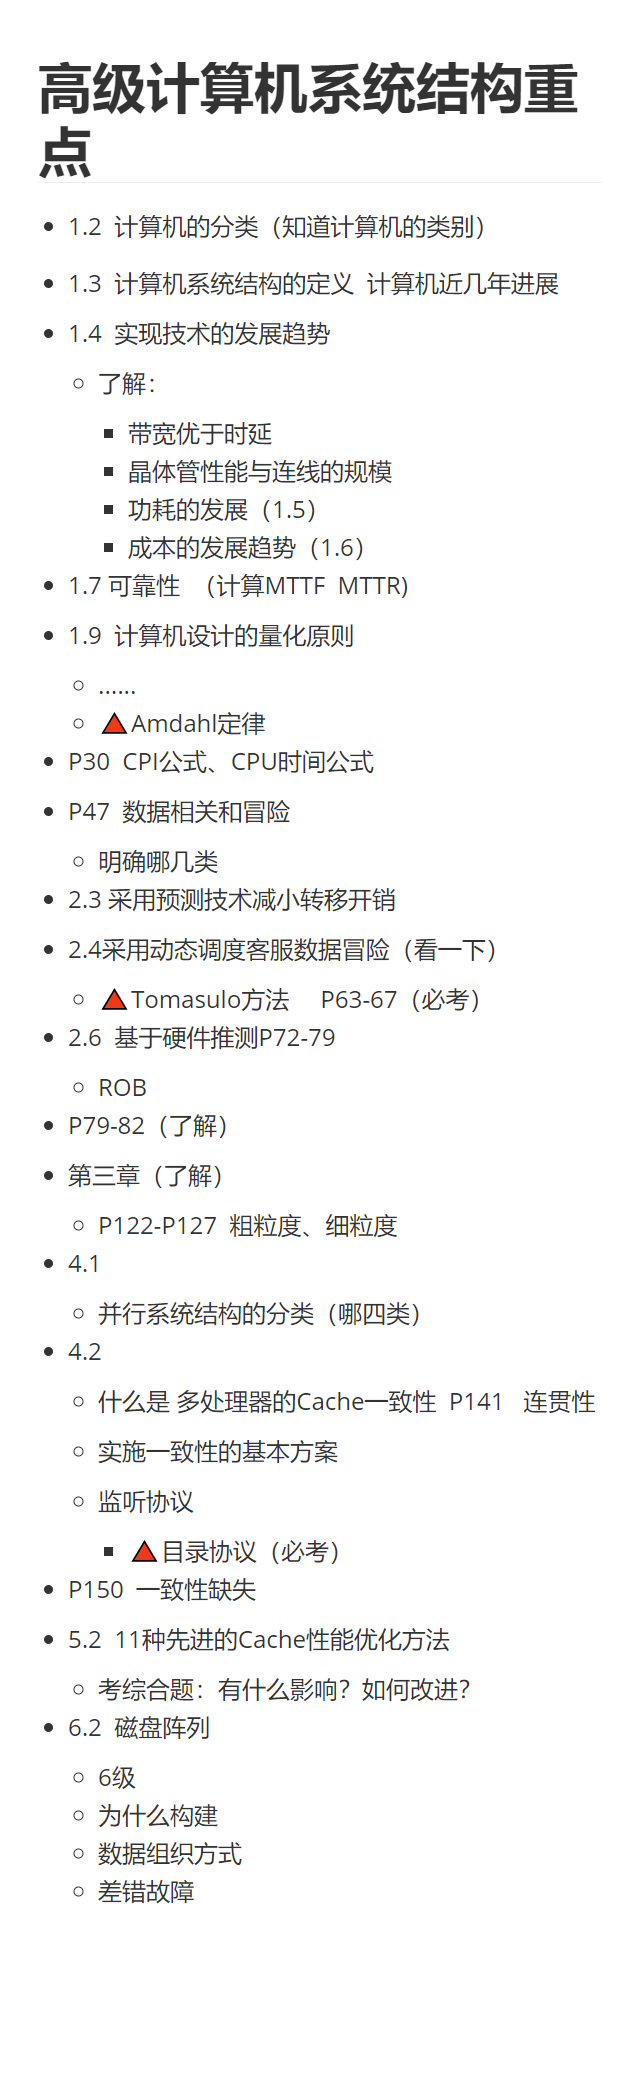 高级计算机系统结构重
点
1.2 计算机的分类（知道计算机的类别）
1.3 计算机系统结构的定义 计算机近几年进展
1.4 实现技术的发展趋势
了解：
带宽优于时延
晶体管性能与连线的规模
功耗的发展（1.5）
成本的发展趋势（1.6）
1.7 可靠性 （计算MTTF MTTR)
1.9 计算机设计的量化原则
……
Amdahl定律
P30 CPI公式、CPU时间公式
P47 数据相关和冒险
明确哪几类
2.3 采用预测技术减小转移开销
2.4采用动态调度客服数据冒险（看一下）
Tomasulo方法 P63-67（必考）
2.6 基于硬件推测P72-79
ROB
P79-82（了解）
第三章（了解）
P122-P127 粗粒度、细粒度
4.1
并行系统结构的分类（哪四类）
4.2
什么是 多处理器的Cache一致性 P141 连贯性
实施一致性的基本方案
监听协议
目录协议（必考）
P150 一致性缺失
5.2 11种先进的Cache性能优化方法
考综合题：有什么影响？如何改进？
6.2 磁盘阵列
6级
为什么构建
数据组织方式
差错故障